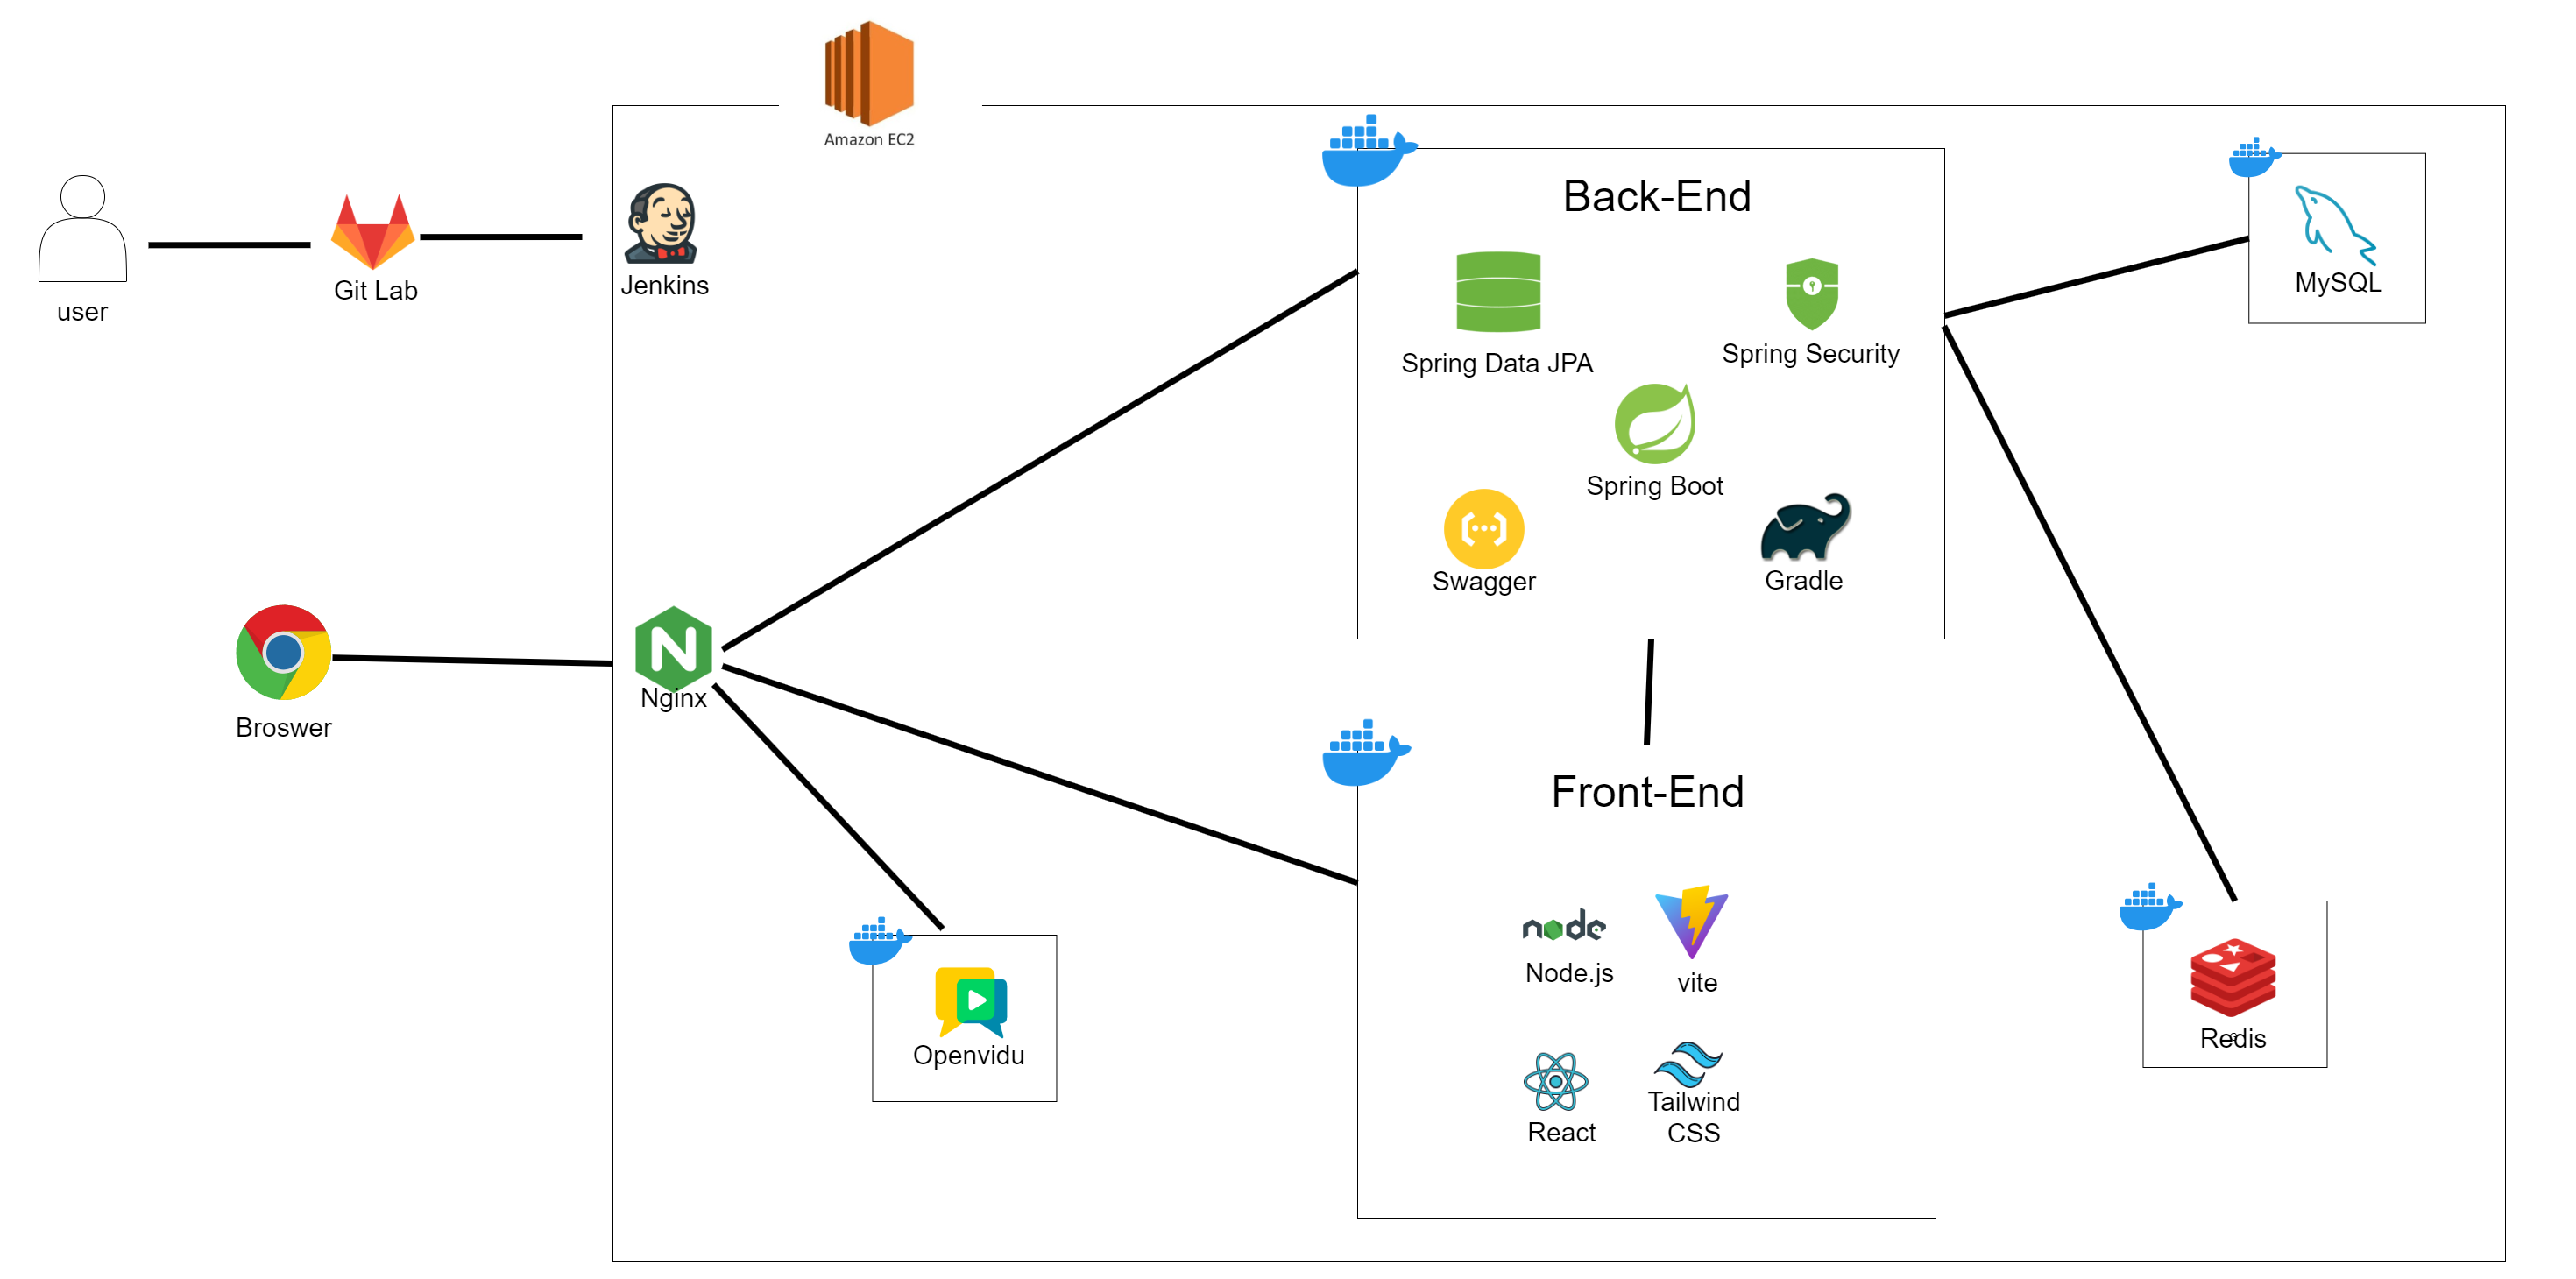 Amazon EC2
user
Git Lab
Jenkins
Back-End
Spring Data JPA
Spring Security
Spring Boot
Swagger
Gradle
MySQL
Broswer
N
Nginx
Front-End
node
Node.js
vite
React
Tailwind
CSS
Openvidu
Redis